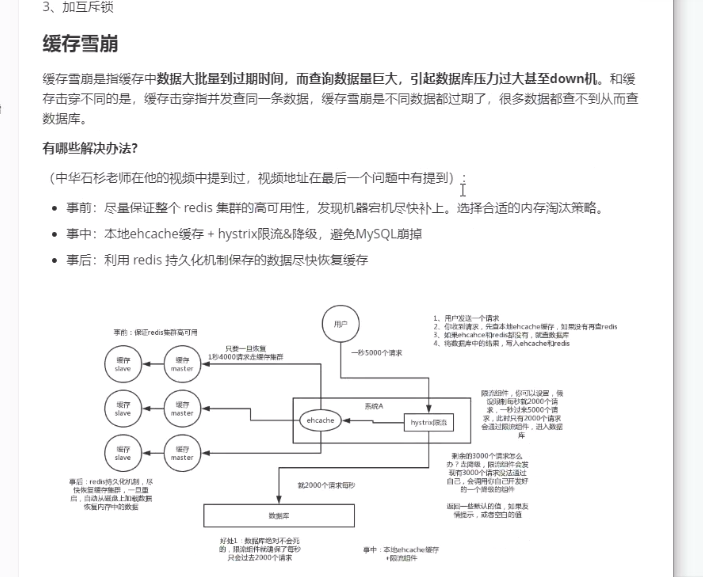 3、加互斥锁
缓存雪崩
缓存雪崩是指缓存中数据大批量到过期时间，而查询数据量巨大，引起数据库压力过大甚至down机。和缓
存击穿不同的是，缓存击穿指并发查同一条数据，缓存雪崩是不同数据都过期了，很多数据都查不到从而查
数据库。
有哪些解决办法?
（中华石杉老师在他的视频中提到过，视频地址在最后一个问题中有提到）:
事前：尽量保证整个 redis 集群的高可用性，发现机器宕机尽快补上。选择合适的内存淘汰策略。
事中：本地ehcache缓存 + hystrix限流&降级，避免MySQL崩掉
事后：利用 redis 持久化机制保存的数据尽快恢复缓存
事前：保证redis集群高可用
用户
1、用户发送一个请求
2、你收到请求，先查本地ehcache缓存，如果没有再查redis
3、如果ehcahce和redis都没有，就查数据库
4、将数据库中的结果，写入ehcache和redis
只要一旦恢复
1秒4000请求走缓存集群
一秒5000个请求
缓存
slave
缓存
master
缓存
slave
缓存
master
缓存
slave
缓存
master
系统A
ehcache
hystrix限流
限流组件，你可以设置，假
设限制每秒就2000个请
求，一秒过来5000个请
求，此时只有2000个请求
会通过限流组件，进入数据
库
剩余的3000个请求怎么
办？走降级，限流组件会发
现有3000个请求没法通过
自己，会调用你自己开发好
的一个降级的组件
返回一些默认的值，如果友
情提示，或者空白的值
事后：redis持久化机制，尽
快恢复缓存集群，一旦重
启，自动从磁盘上加载数据
恢复内存中的数据
就2000个请求每秒
数据库
好处1：数据库绝对不会死
的，限流组件就确保了每秒
只会过去2000个请求
事中：本地ehcache缓存
+限流组件